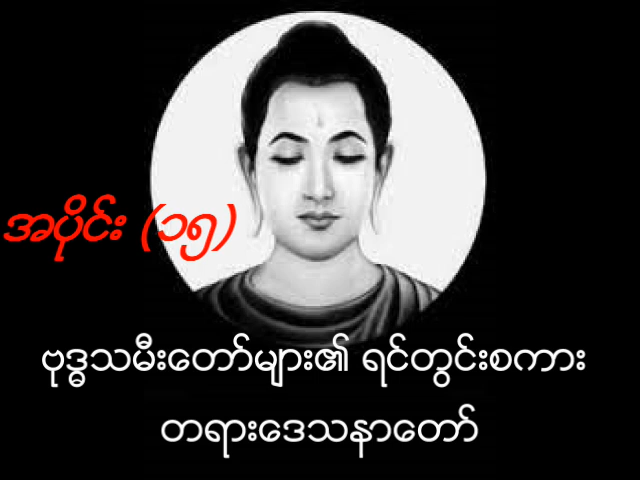 အပိုင်း (၁၅)
ဗုဒ္ဓသမီးတော်များ၏ ရင်တွင်းစကား
တရားဒေသနာတော်